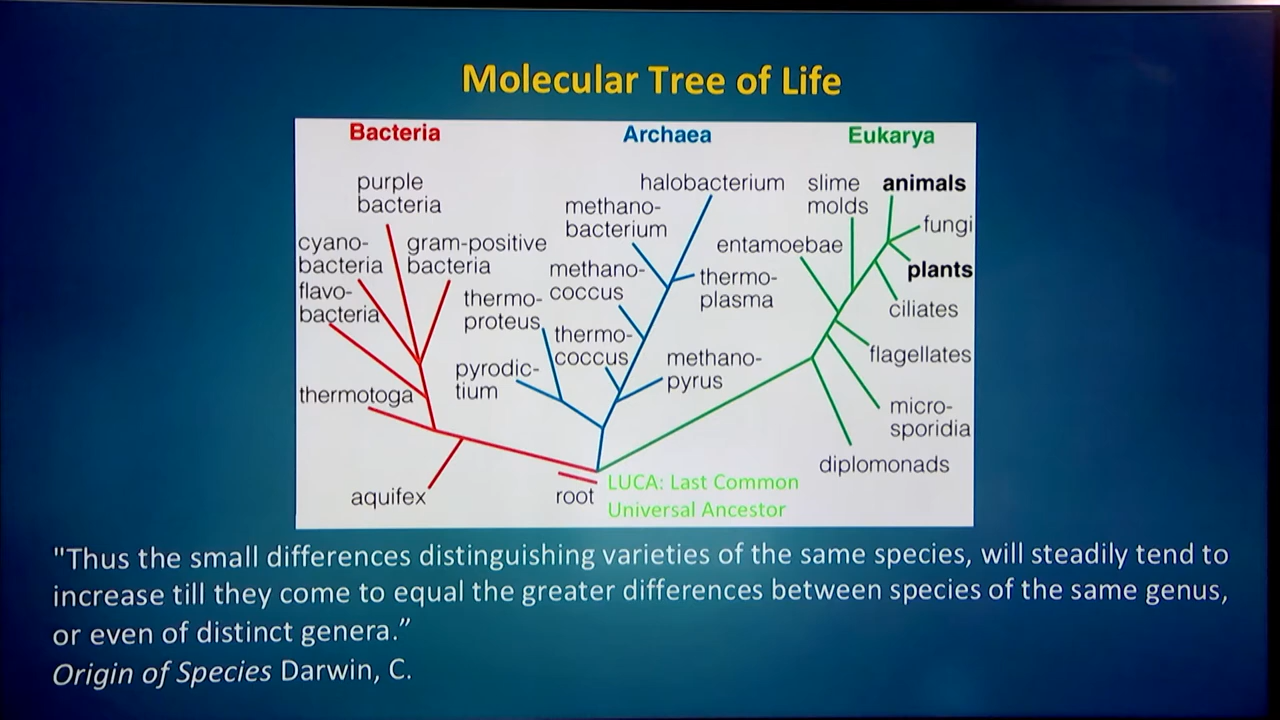 Molecular Tree of Life
Bacteria
Archaea
Eukarya
purple
bacteria
cyano-
bacteria
gram-positive
bacteria
flavo-
bacteria
thermotoga
aquifex
root
LUCA: Last Common
Universal Ancestor
halobacterium
methano-
bacterium
methano-
coccus
thermo-
plasma
thermo-
proteus
thermo-
coccus
pyrodic-
tium
methano-
pyrus
slime
molds
animals
fungi
entamoebae
plants
ciliates
flagellates
micro-
sporidia
diplomonads
"Thus the small differences distinguishing varieties of the same species, will steadily tend to
increase till they come to equal the greater differences between species of the same genus,
or even of distinct genera.”
Origin of Species Darwin, C.